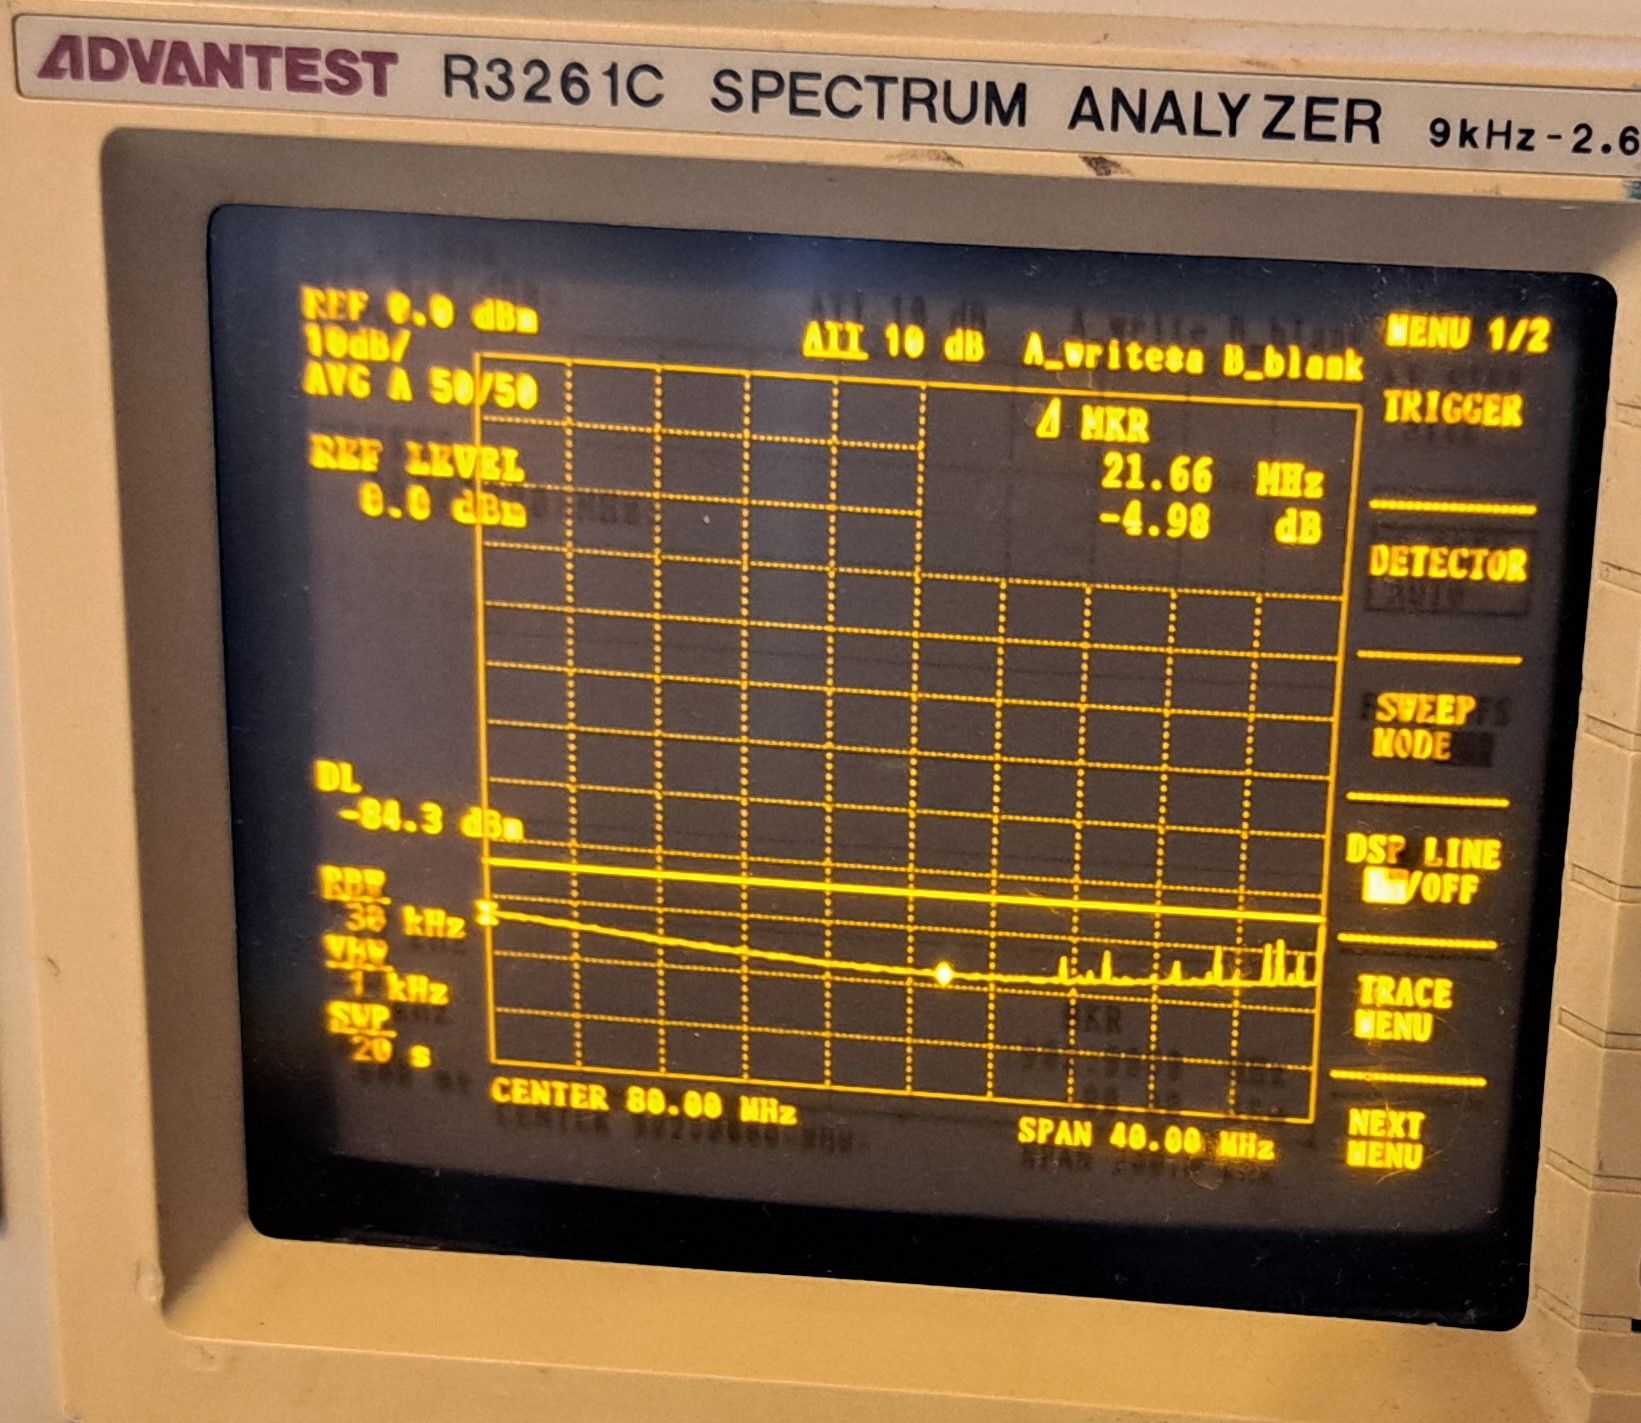 ADVANTEST R3261C SPECTRUM ANALYZER 9kHz-2.6
REF 0.0 dBm
10dB/
ATT 10 dB A_write B_blank
AVG A 50/50
Δ MKR
21.66 MHz
-4.98 dB
REF LEVEL
0.0 dBm
DL
-84.3 dBm
RBW
30 kHz
VBW
1 kHz
SWP
20 s
CENTER 80.00 MHz
SPAN 40.00 MHz
MENU 1/2
TRIGGER
DETECTOR
SWEEP
MODE
DSP LINE
/OFF
TRACE
MENU
NEXT
MENU